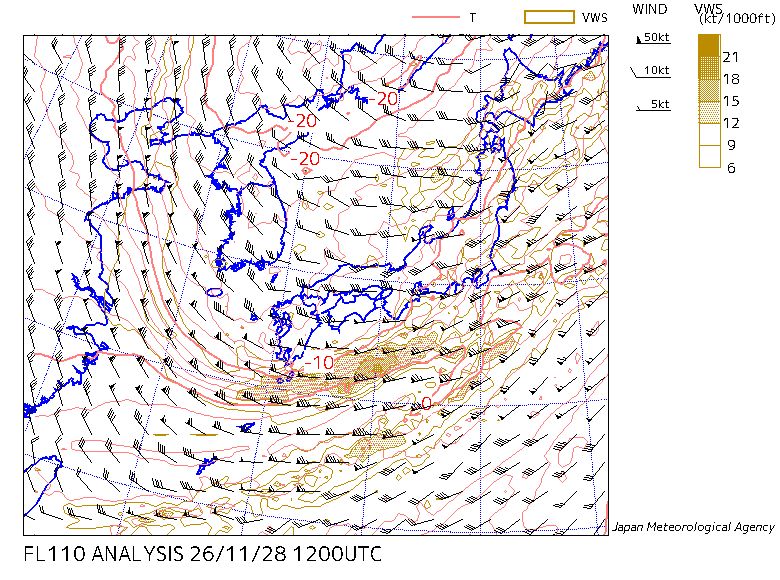 T
VWS
WIND
50kt
10kt
5kt
VWS
(kt/1000ft)
21
18
15
12
9
6
20
20
-20
-10
0
Japan Meteorological Agency
FL110 ANALYSIS 26/11/28 1200UTC